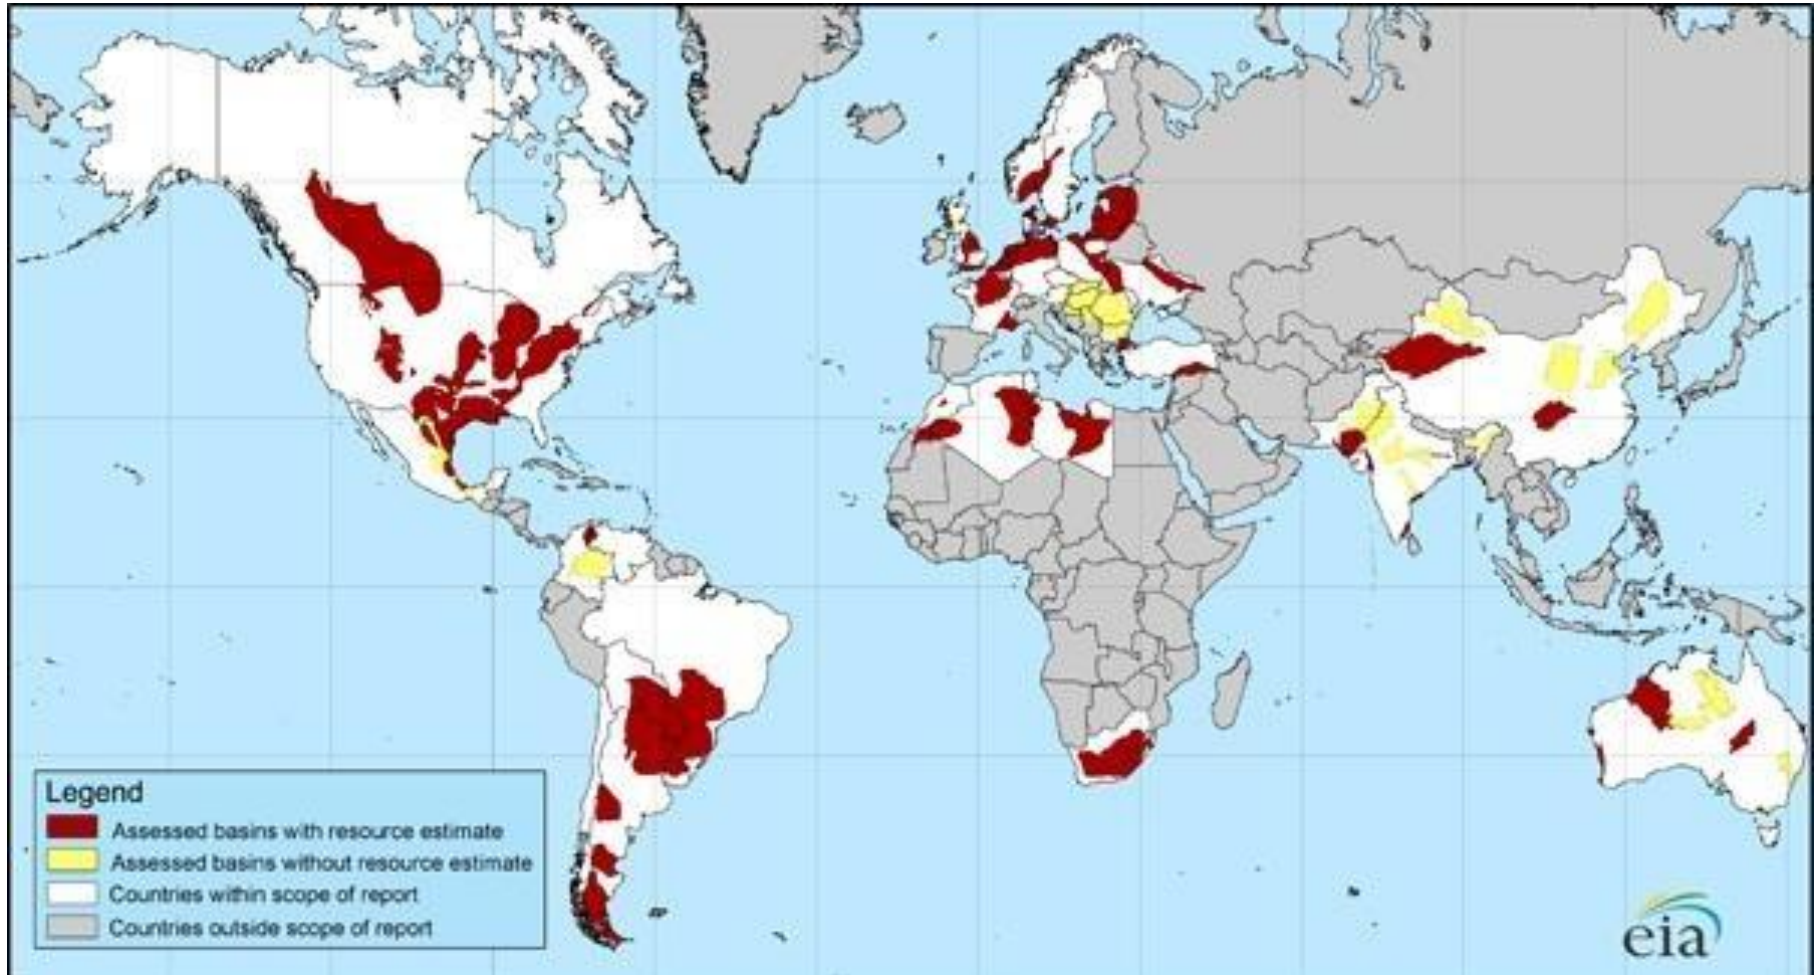 Legend
Assessed basins with resource estimate
Assessed basins without resource estimate
Countries within scope of report
Countries outside scope of report
eia